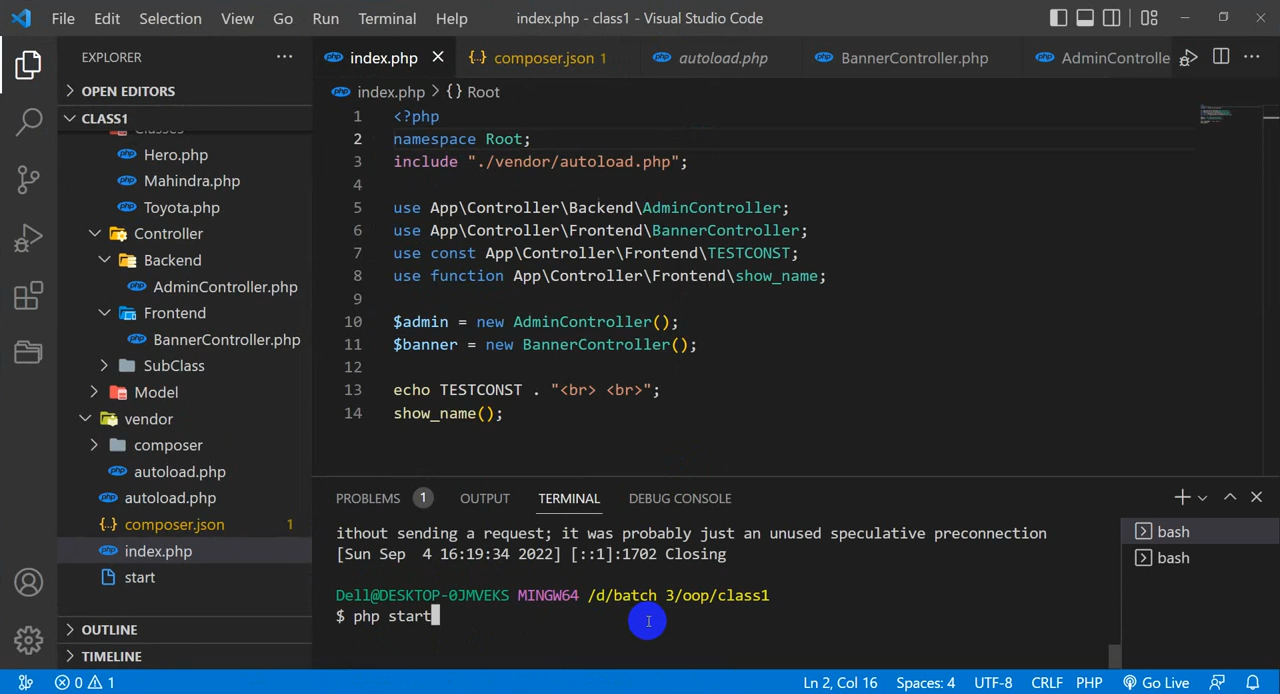 File Edit Selection View Go Run Terminal Help index.php - class1 - Visual Studio Code
EXPLORER
OPEN EDITORS
CLASS1
Classes
Hero.php
Mahindra.php
Toyota.php
Controller
Backend
AdminController.php
Frontend
BannerController.php
SubClass
Model
vendor
composer
autoload.php
autoload.php
composer.json 1
index.php
start
OUTLINE
TIMELINE
index.php composer.json 1 autoload.php BannerController.php AdminControlle
index.php > {} Root
1 <?php
2 namespace Root;
3 include "./vendor/autoload.php";
4
5 use App\Controller\Backend\AdminController;
6 use App\Controller\Frontend\BannerController;
7 use const App\Controller\Frontend\TESTCONST;
8 use function App\Controller\Frontend\show_name;
9
10 $admin = new AdminController();
11 $banner = new BannerController();
12
13 echo TESTCONST . "<br> <br>";
14 show_name();
PROBLEMS 1 OUTPUT TERMINAL DEBUG CONSOLE
ithout sending a request; it was probably just an unused speculative preconnection
[Sun Sep  4 16:19:34 2022] [::1]:1702 Closing
Dell@DESKTOP-0JMVEKS MINGW64 /d/batch 3/oop/class1
$ php start
bash
bash
0 1 Ln 2, Col 16 Spaces: 4 UTF-8 CRLF PHP Go Live